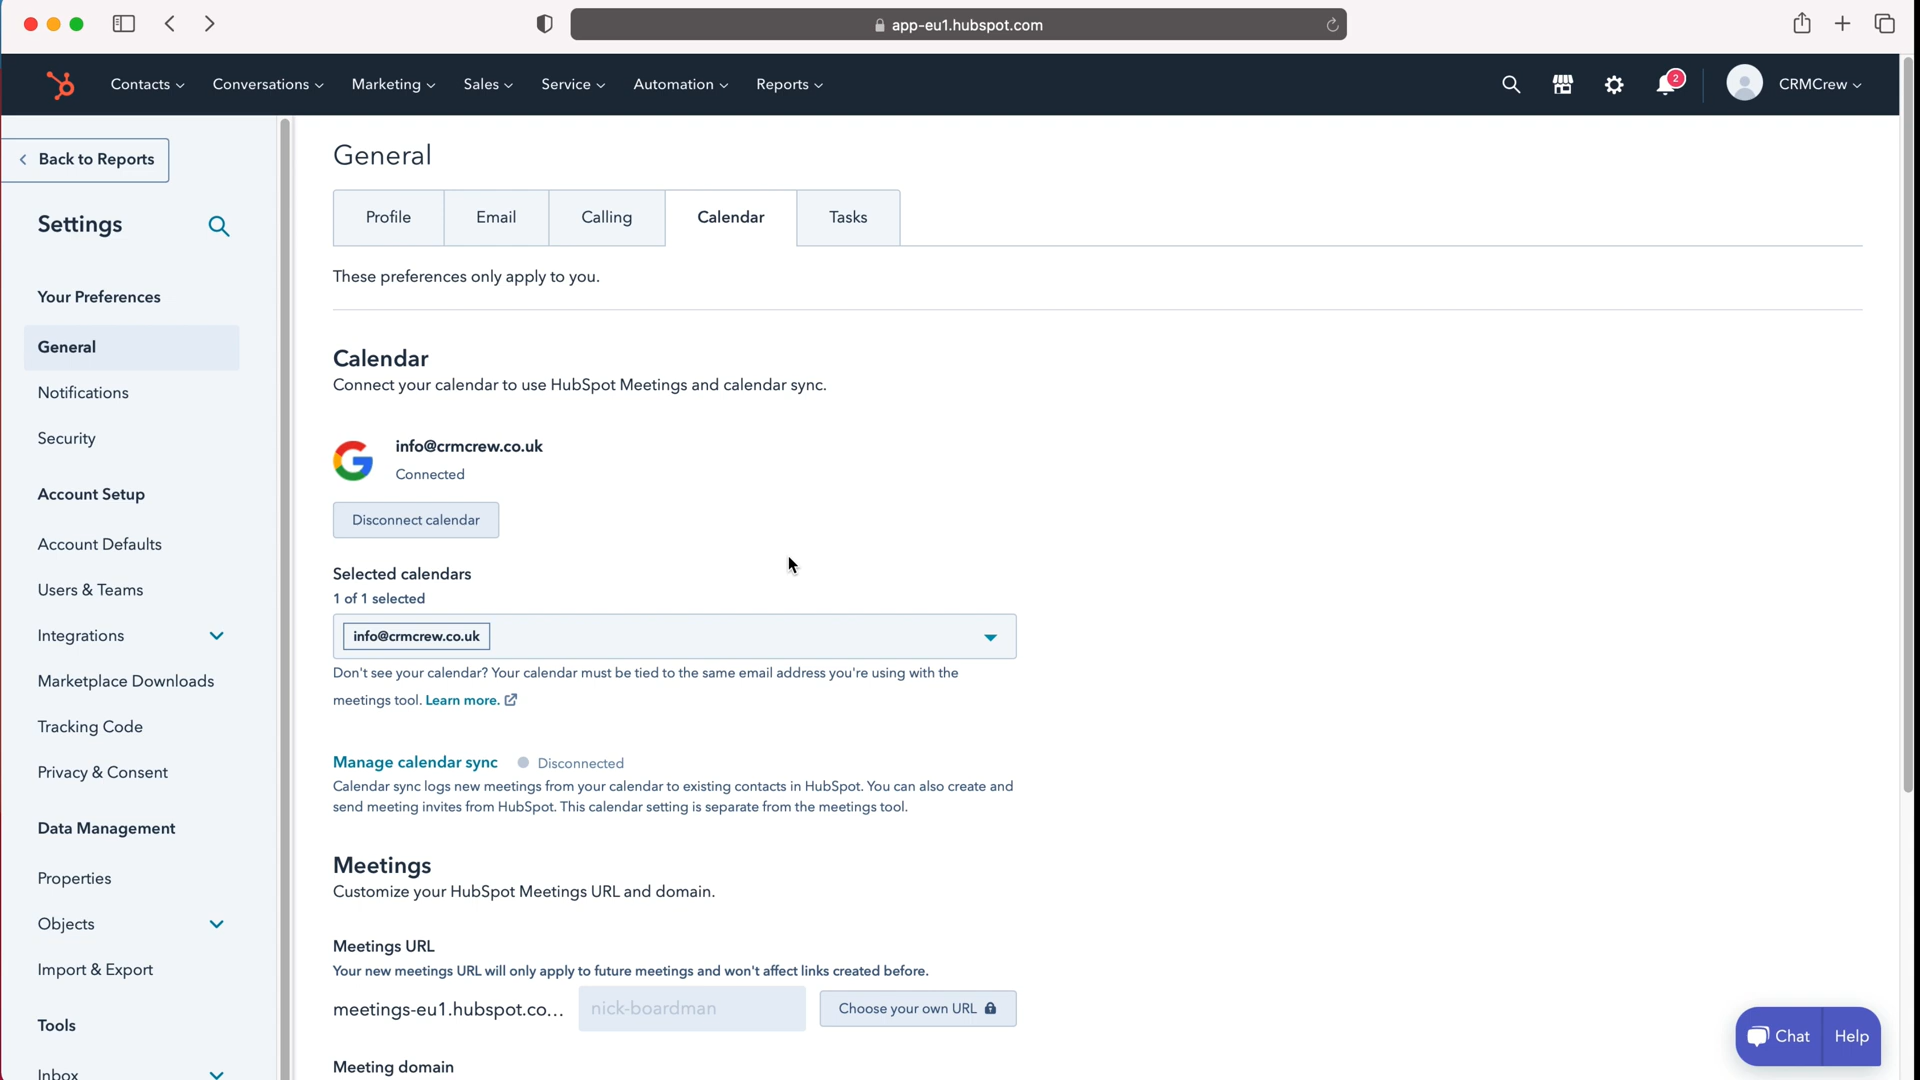 app-eu1.hubspot.com
Contacts Conversations Marketing Sales Service Automation Reports 2 CRMCrew
Back to Reports
Settings
Your Preferences
General
Notifications
Security
Account Setup
Account Defaults
Users & Teams
Integrations
Marketplace Downloads
Tracking Code
Privacy & Consent
Data Management
Properties
Objects
Import & Export
Tools
Inbox
General
Profile Email Calling Calendar Tasks
These preferences only apply to you.
Calendar
Connect your calendar to use HubSpot Meetings and calendar sync.
info@crmcrew.co.uk
Connected
Disconnect calendar
Selected calendars
1 of 1 selected
info@crmcrew.co.uk
Don't see your calendar? Your calendar must be tied to the same email address you're using with the
meetings tool. Learn more.
Manage calendar sync Disconnected
Calendar sync logs new meetings from your calendar to existing contacts in HubSpot. You can also create and
send meeting invites from HubSpot. This calendar setting is separate from the meetings tool.
Meetings
Customize your HubSpot Meetings URL and domain.
Meetings URL
Your new meetings URL will only apply to future meetings and won't affect links created before.
meetings-eu1.hubspot.co... nick-boardman Choose your own URL
Meeting domain
Chat Help